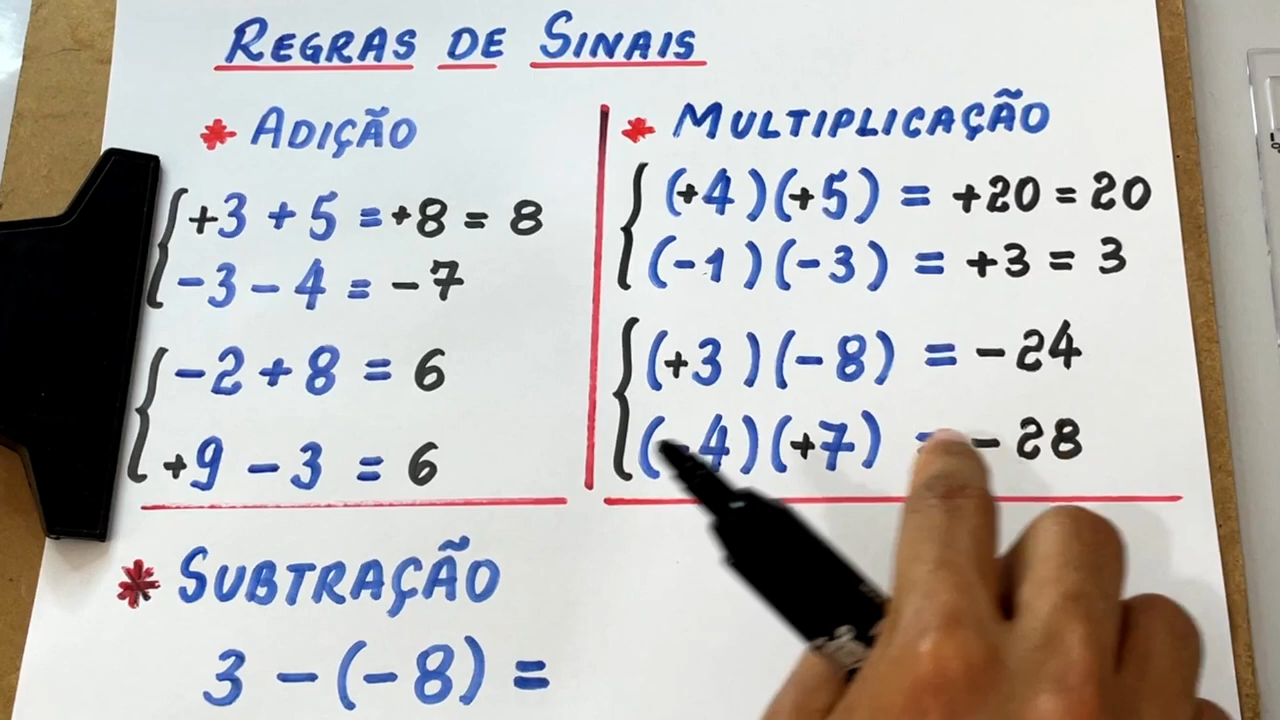 REGRAS DE SINAIS
* ADIÇÃO
+3 + 5 = +8 = 8
-3 - 4 = -7
-2 + 8 = 6
+9 - 3 = 6
* MULTIPLICAÇÃO
(+4)(+5) = +20 = 20
(-1)(-3) = +3 = 3
(+3)(-8) = -24
(-4)(+7) = -28
* SUBTRAÇÃO
3 - (-8) =